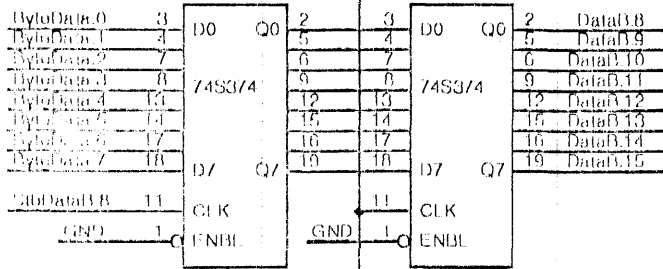 ByteData.0 3 D0 Q0 2 3 D0 Q0 2 DataB.8
ByteData.1 4 5 4 5 DataB.9
ByteData.2 7 6 7 6 DataB.10
ByteData.3 8 74S374 9 8 74S374 9 DataB.11
ByteData.4 13 12 13 12 DataB.12
ByteData.5 14 15 14 15 DataB.13
ByteData.6 17 16 17 16 DataB.14
ByteData.7 18 D7 Q7 19 18 D7 Q7 19 DataB.15
StbDataB.8 11 CLK 11 CLK
GND 1 ENBL GND 1 ENBL